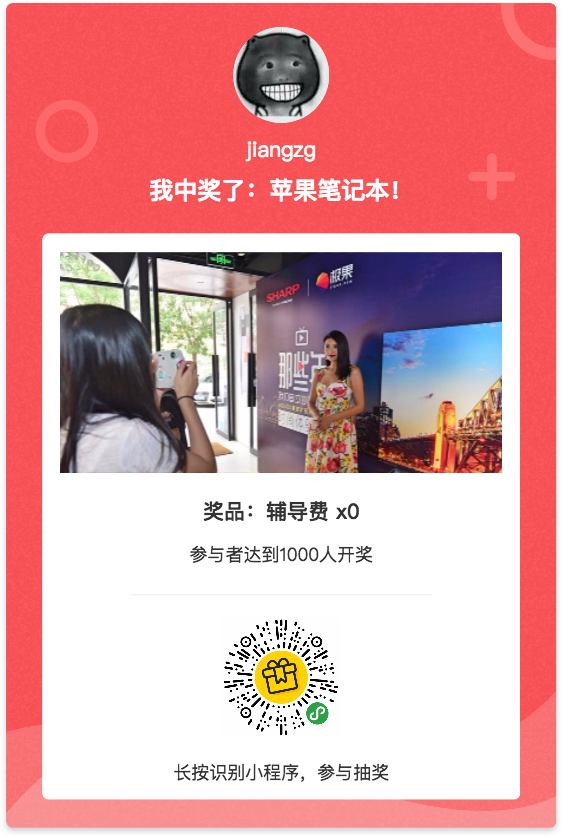 jiangzg
我中奖了：苹果笔记本！
SHARP
极果
那些年
奖品：辅导费 x0
参与者达到1000人开奖
长按识别小程序，参与抽奖